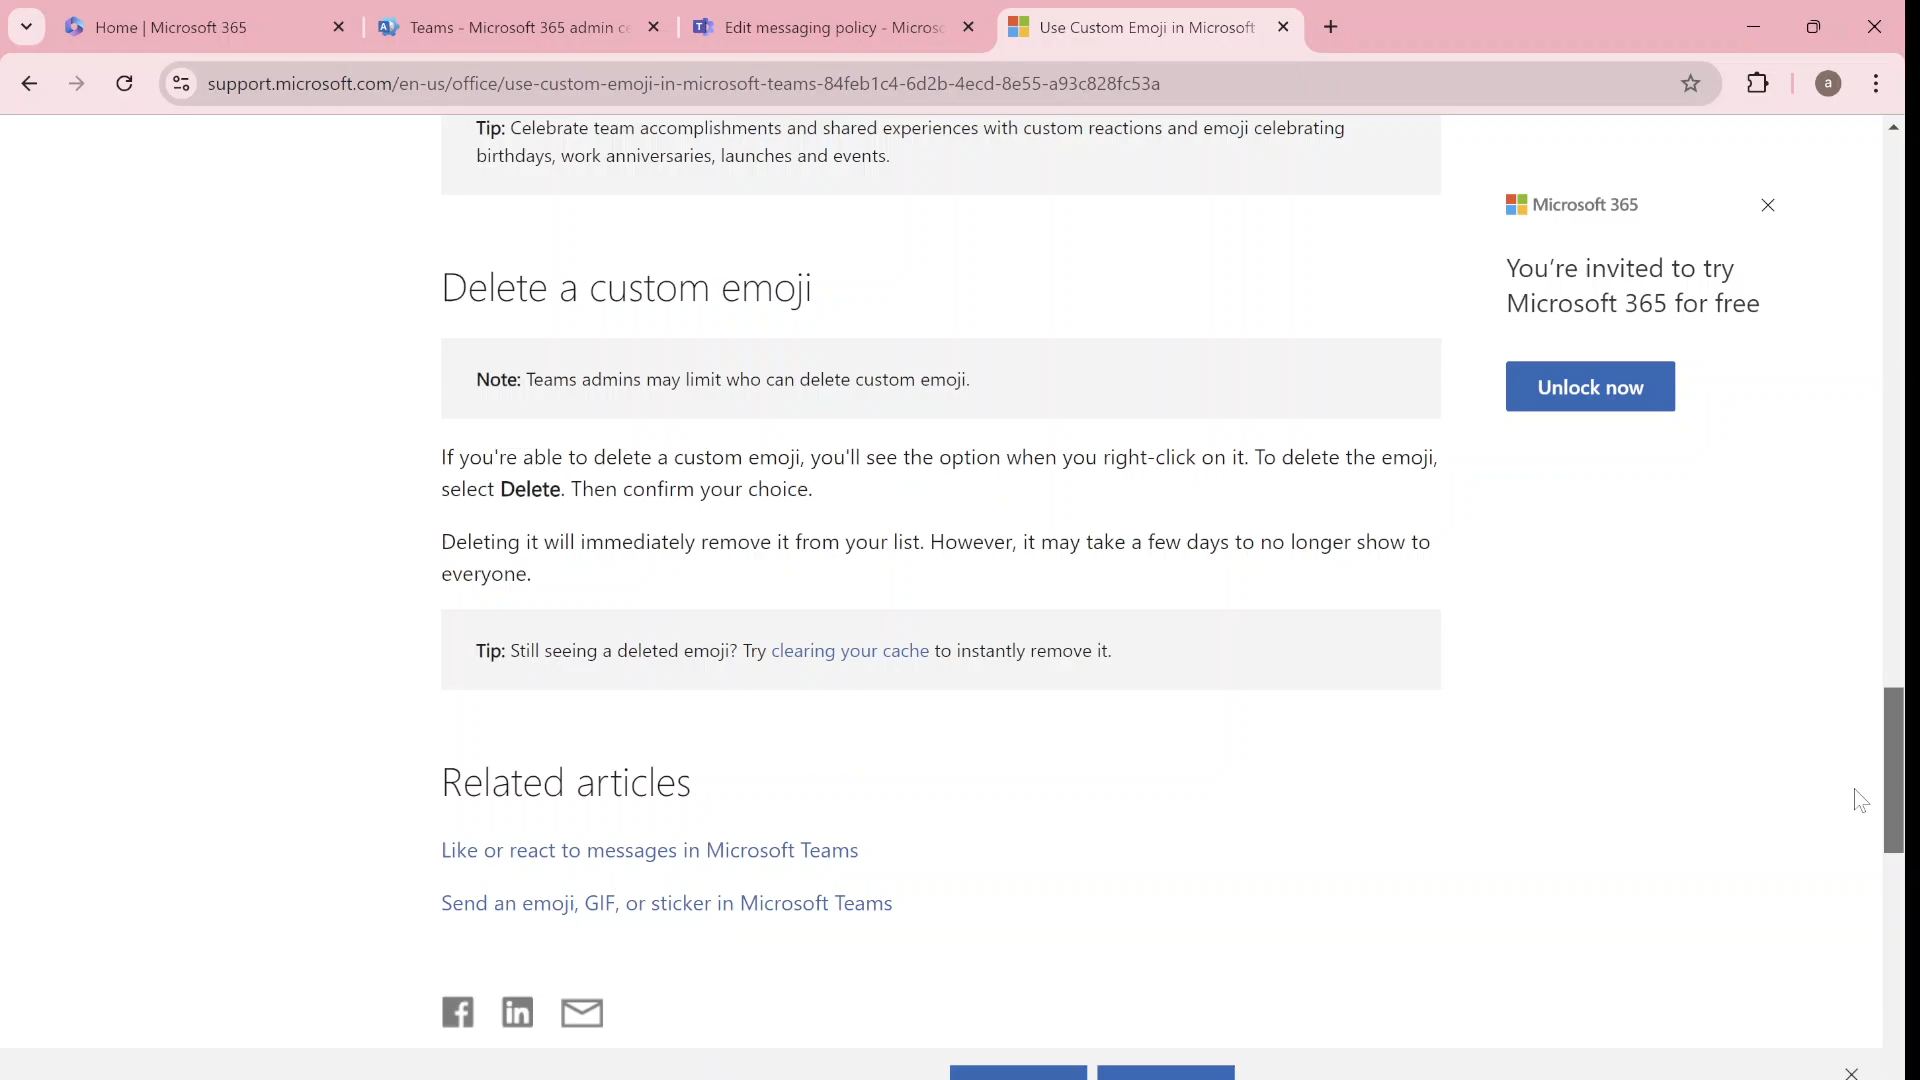 Home | Microsoft 365
Teams - Microsoft 365 admin ce
Edit messaging policy - Microsc
Use Custom Emoji in Microsoft
support.microsoft.com/en-us/office/use-custom-emoji-in-microsoft-teams-84feb1c4-6d2b-4ecd-8e55-a93c828fc53a
a
Tip: Celebrate team accomplishments and shared experiences with custom reactions and emoji celebrating
birthdays, work anniversaries, launches and events.
Microsoft 365
You're invited to try
Microsoft 365 for free
Unlock now
Delete a custom emoji
Note: Teams admins may limit who can delete custom emoji.
If you're able to delete a custom emoji, you'll see the option when you right-click on it. To delete the emoji,
select Delete. Then confirm your choice.
Deleting it will immediately remove it from your list. However, it may take a few days to no longer show to
everyone.
Tip: Still seeing a deleted emoji? Try clearing your cache to instantly remove it.
Related articles
Like or react to messages in Microsoft Teams
Send an emoji, GIF, or sticker in Microsoft Teams